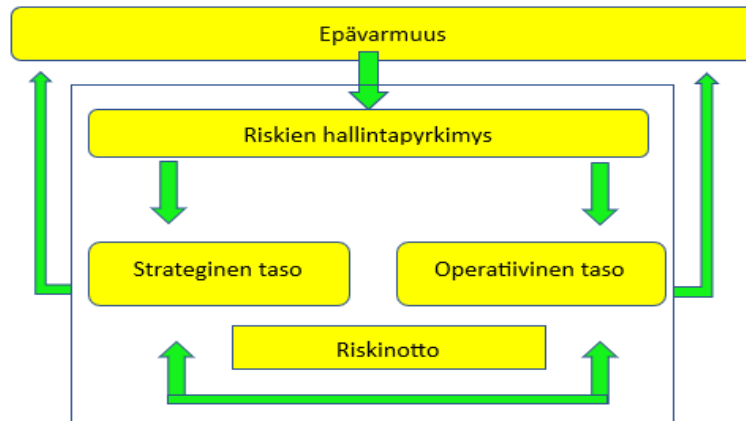 Epävarmuus
Riskien hallintapyrkimys
Strateginen taso
Operatiivinen taso
Riskinotto